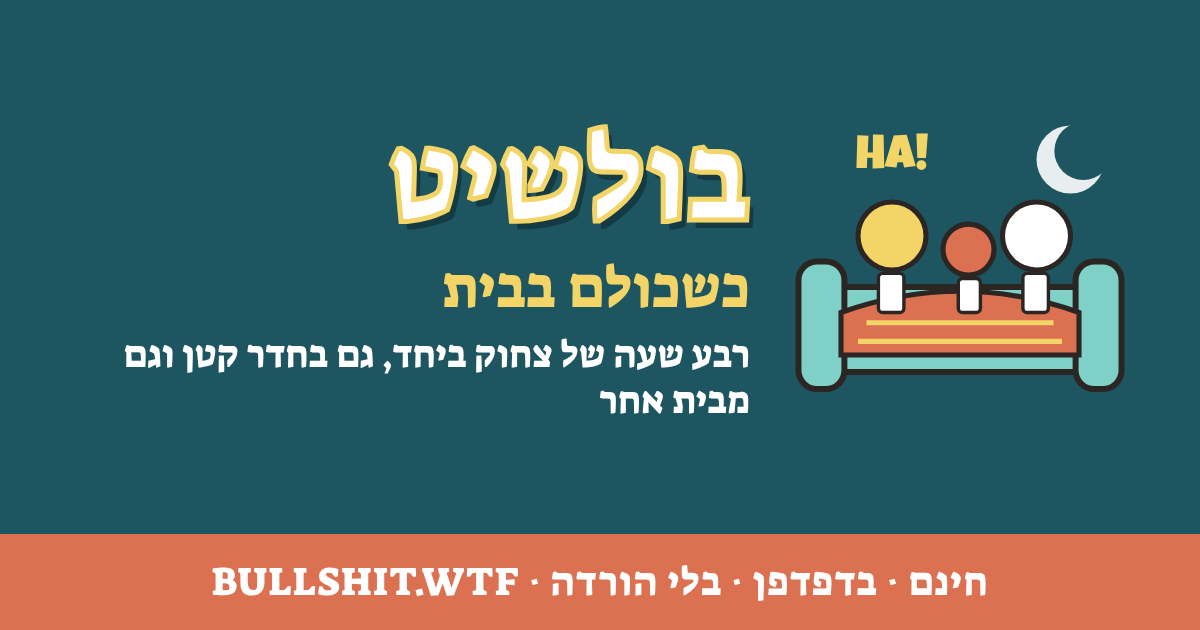 HA!
בולשיט
כשכולם בבית
רבע שעה של צחוק ביחד, גם בחדר קטן וגם
מבית אחר
חינם · בדפדפן · בלי הורדה · BULLSHIT.WTF